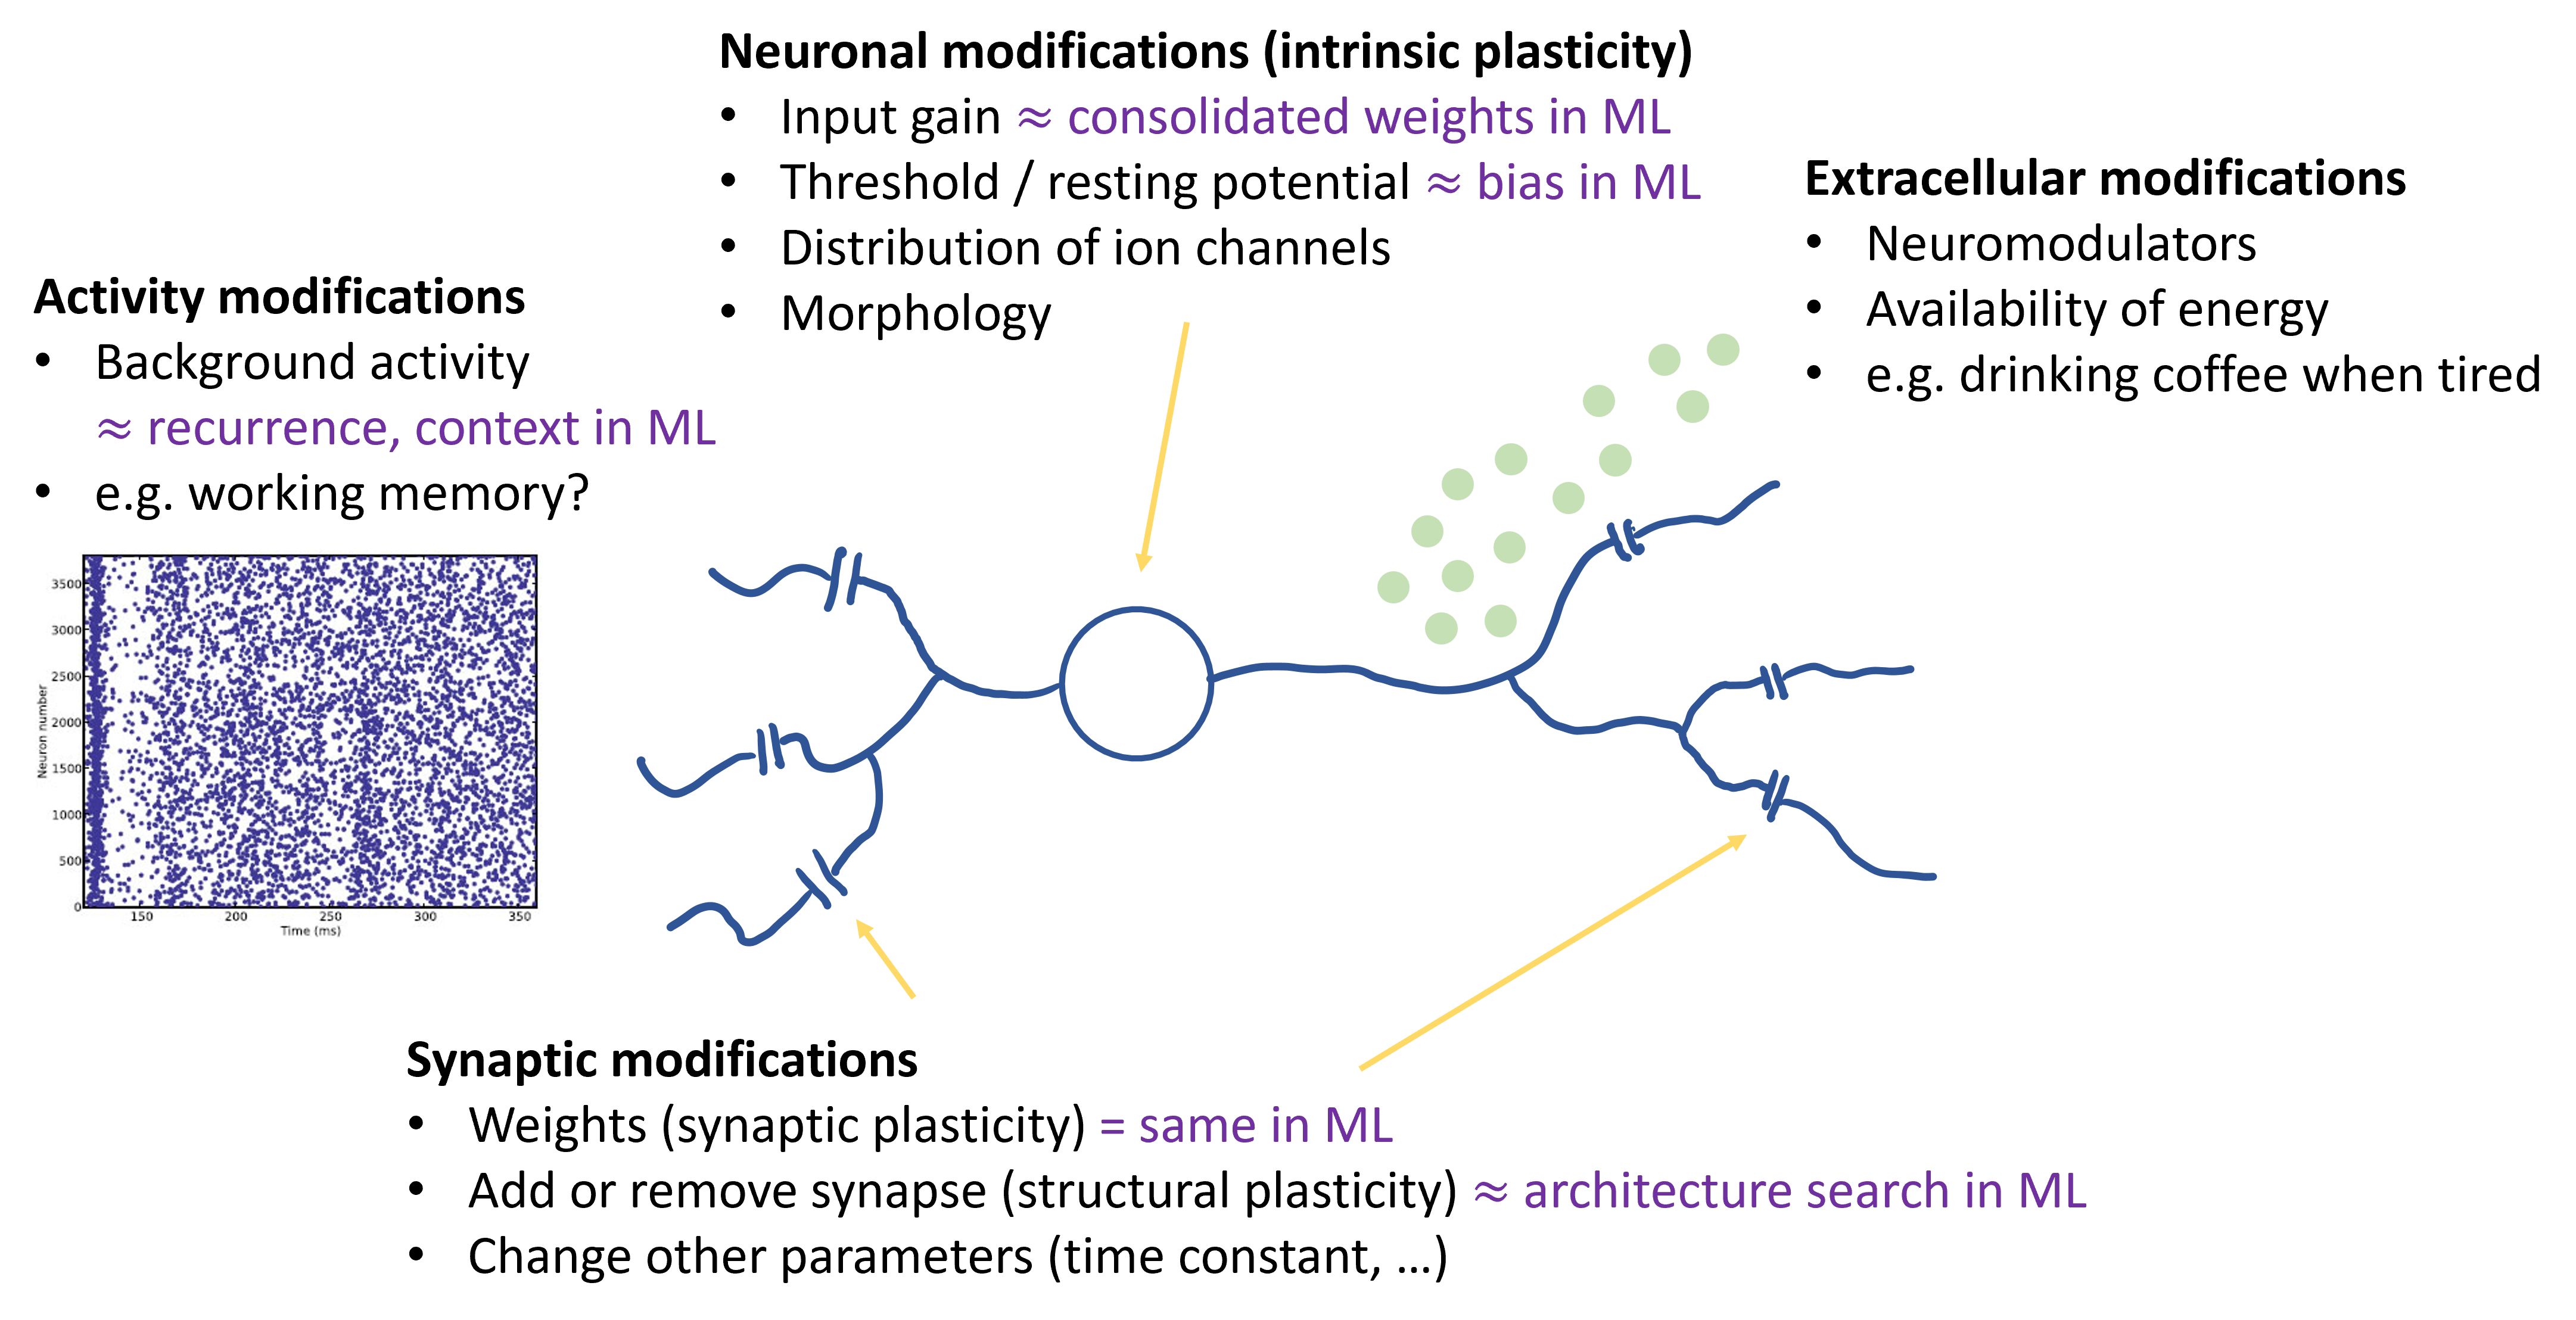 Neuronal modifications (intrinsic plasticity)
• Input gain ≈ consolidated weights in ML
• Threshold / resting potential ≈ bias in ML
• Distribution of ion channels
• Morphology
Extracellular modifications
• Neuromodulators
• Availability of energy
• e.g. drinking coffee when tired
Activity modifications
• Background activity
≈ recurrence, context in ML
• e.g. working memory?
Neuron number
3500
3000
2500
2000
1500
1000
500
0
150 200 250 300 350
Time (ms)
Synaptic modifications
• Weights (synaptic plasticity) = same in ML
• Add or remove synapse (structural plasticity) ≈ architecture search in ML
• Change other parameters (time constant, …)